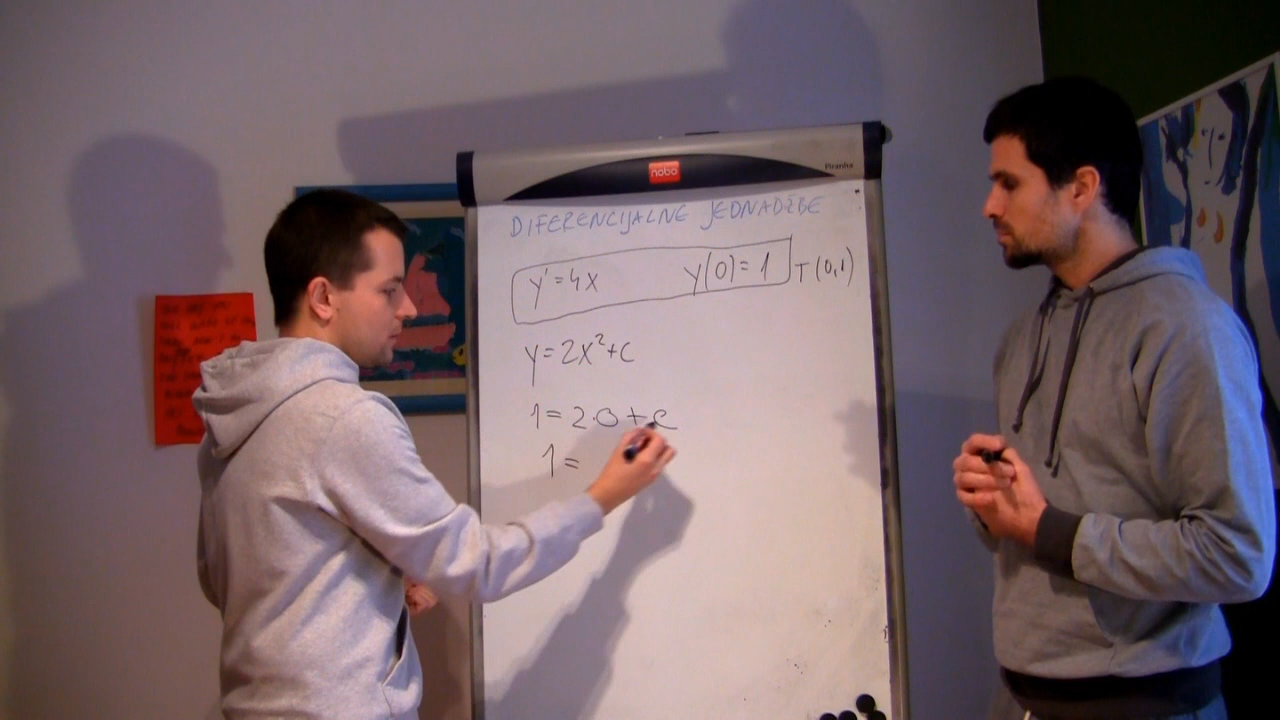 nobo
Piranha
DIFERENCIJALNE JEDNADŽBE
y'=4x y(0)=1 T(0,1)
y=2x²+c
1=2·0+c
1=